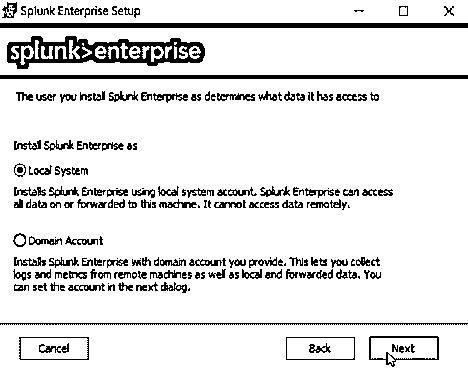 Splunk Enterprise Setup
splunk>enterprise
The user you install Splunk Enterprise as determines what data it has access to
Install Splunk Enterprise as
Local System
Installs Splunk Enterprise using local system account. Splunk Enterprise can access
all data on or forwarded to this machine. It cannot access data remotely.
Domain Account
Installs Splunk Enterprise with domain account you provide. This lets you collect
logs and metrics from remote machines as well as local and forwarded data. You
can set the account in the next dialog.
Cancel
Back
Next